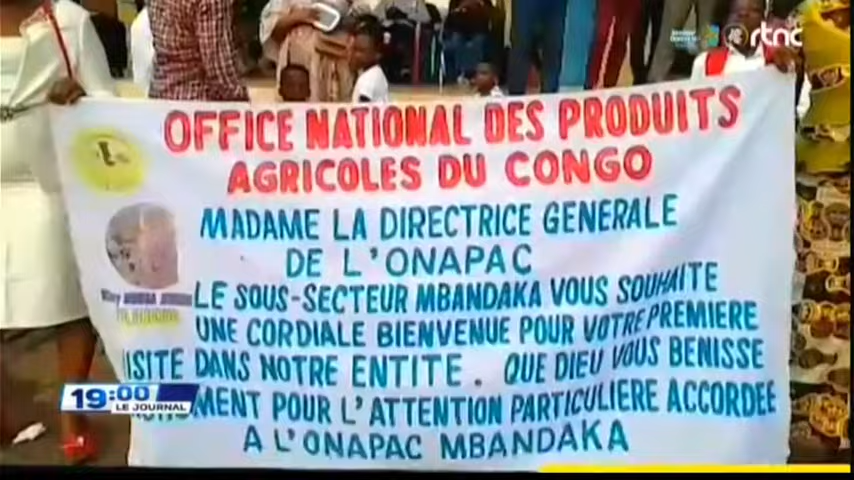 rtnc
OFFICE NATIONAL DES PRODUITS
AGRICOLES DU CONGO
MADAME LA DIRECTRICE GENERALE
DE L'ONAPAC
LE SOUS-SECTEUR MBANDAKA VOUS SOUHAITE
UNE CORDIALE BIENVENUE POUR VOTRE PREMIERE
ISITE DANS NOTRE ENTITE. QUE DIEU VOUS BENISSE
MENT POUR L'ATTENTION PARTICULIERE ACCORDEE
A L'ONAPAC MBANDAKA
19:00
LE JOURNAL